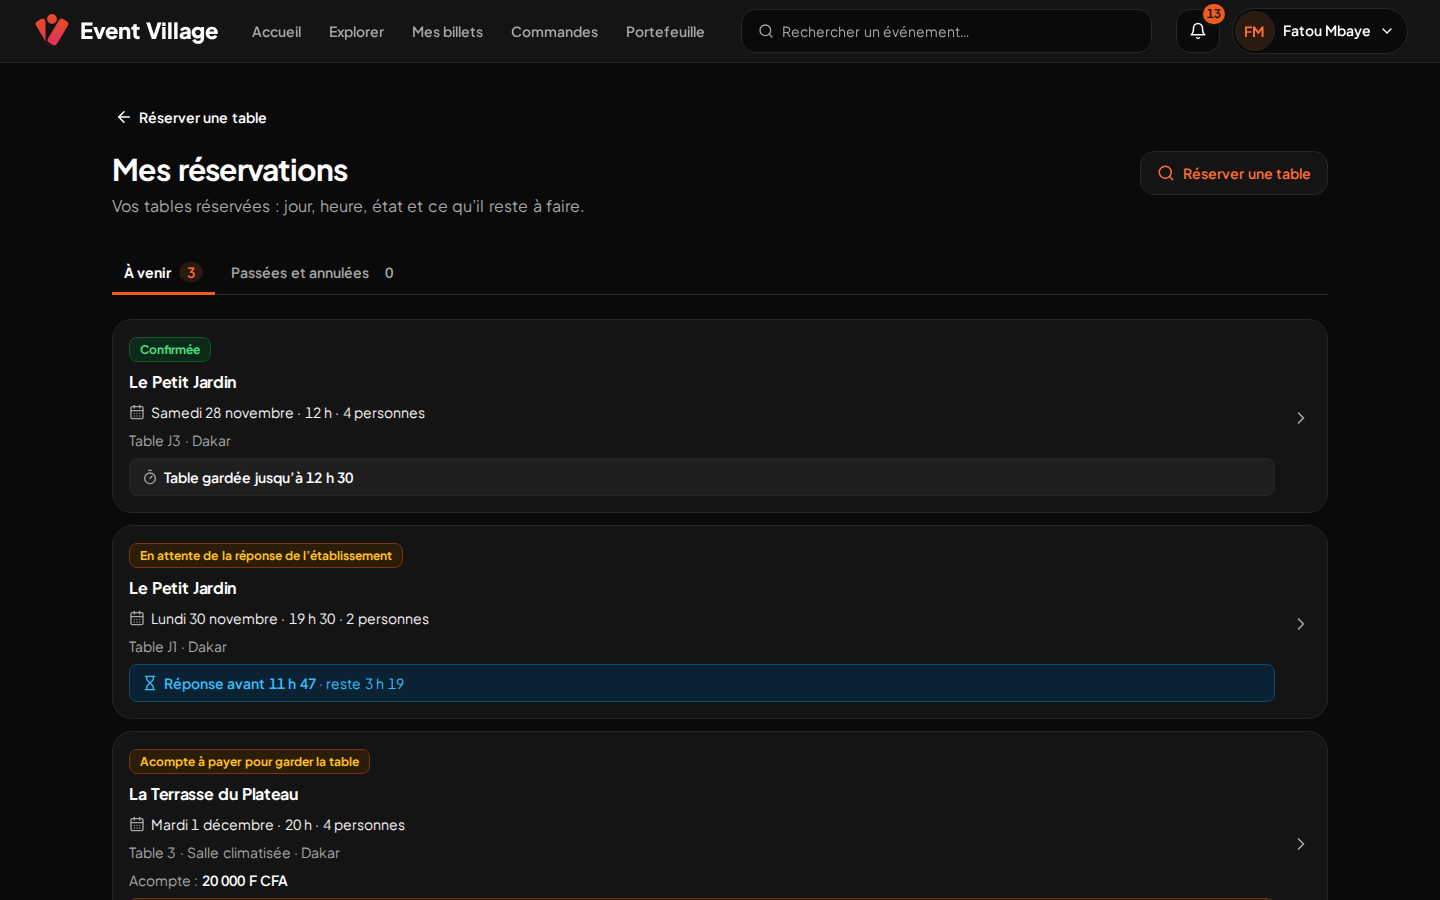 Event Village
Accueil
Explorer
Mes billets
Commandes
Portefeuille
Rechercher un événement...
13
FM
Fatou Mbaye
Réserver une table
Mes réservations
Réserver une table
Vos tables réservées : jour, heure, état et ce qu’il reste à faire.
À venir 3
Passées et annulées 0
Confirmée
Le Petit Jardin
Samedi 28 novembre · 12 h · 4 personnes
Table J3 · Dakar
Table gardée jusqu’à 12 h 30
En attente de la réponse de l’établissement
Le Petit Jardin
Lundi 30 novembre · 19 h 30 · 2 personnes
Table J1 · Dakar
Réponse avant 11 h 47 · reste 3 h 19
Acompte à payer pour garder la table
La Terrasse du Plateau
Mardi 1 décembre · 20 h · 4 personnes
Table 3 · Salle climatisée · Dakar
Acompte : 20 000 F CFA